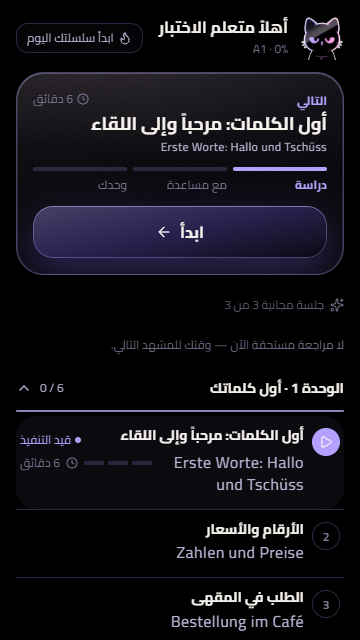 أهلاً متعلم الاختبار
A1 · 0%
ابدأ سلسلتك اليوم
التالي
6 دقائق
أول الكلمات: مرحباً وإلى اللقاء
Erste Worte: Hallo und Tschüss
دراسة
مع مساعدة
وحدك
ابدأ
جلسة مجانية 3 من 3
لا مراجعة مستحقة الآن — وقتك للمشهد التالي.
الوحدة 1 · أول كلماتك
0 / 6
أول الكلمات: مرحباً وإلى اللقاء
قيد التنفيذ
Erste Worte: Hallo
und Tschüss
6 دقائق
2
الأرقام والأسعار
Zahlen und Preise
3
الطلب في المقهى
Bestellung im Café